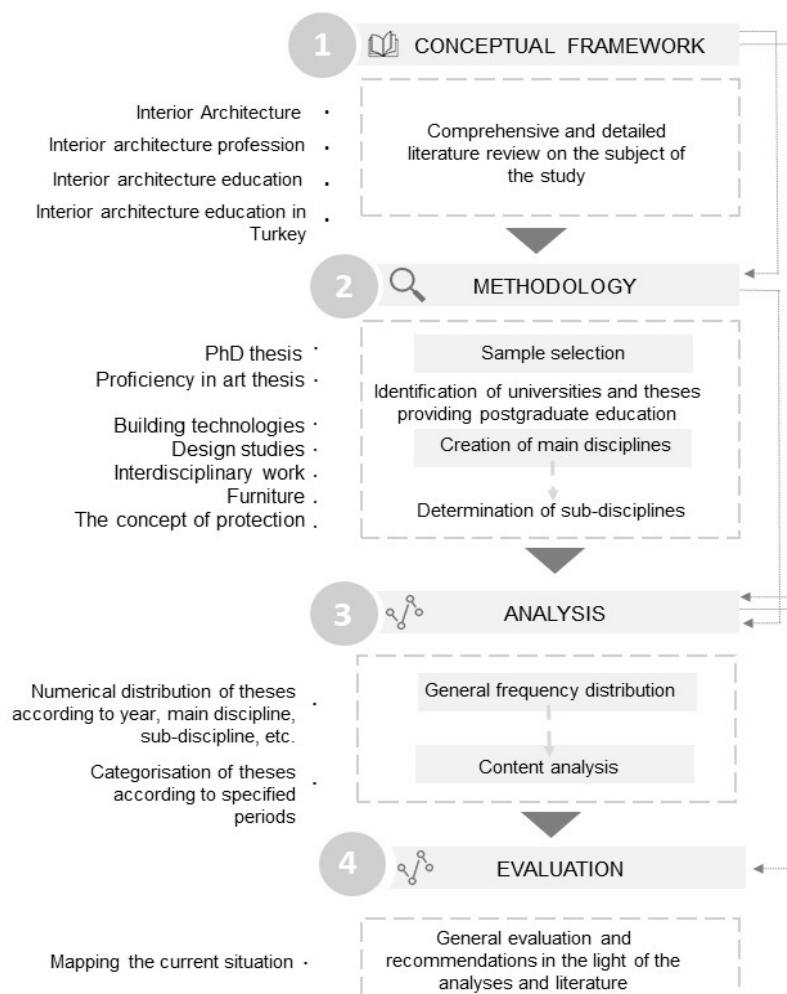 1
CONCEPTUAL FRAMEWORK
Interior Architecture
Interior architecture profession
Interior architecture education
Interior architecture education in
Turkey
Comprehensive and detailed
literature review on the subject of
the study
2
METHODOLOGY
PhD thesis
Proficiency in art thesis
Building technologies
Design studies
Interdisciplinary work
Furniture
The concept of protection
Sample selection
Identification of universities and theses
providing postgraduate education
Creation of main disciplines
Determination of sub-disciplines
3
ANALYSIS
Numerical distribution of theses
according to year, main discipline,
sub-discipline, etc.
Categorisation of theses
according to specified
periods
General frequency distribution
Content analysis
4
EVALUATION
Mapping the current situation
General evaluation and
recommendations in the light of the
analyses and literature